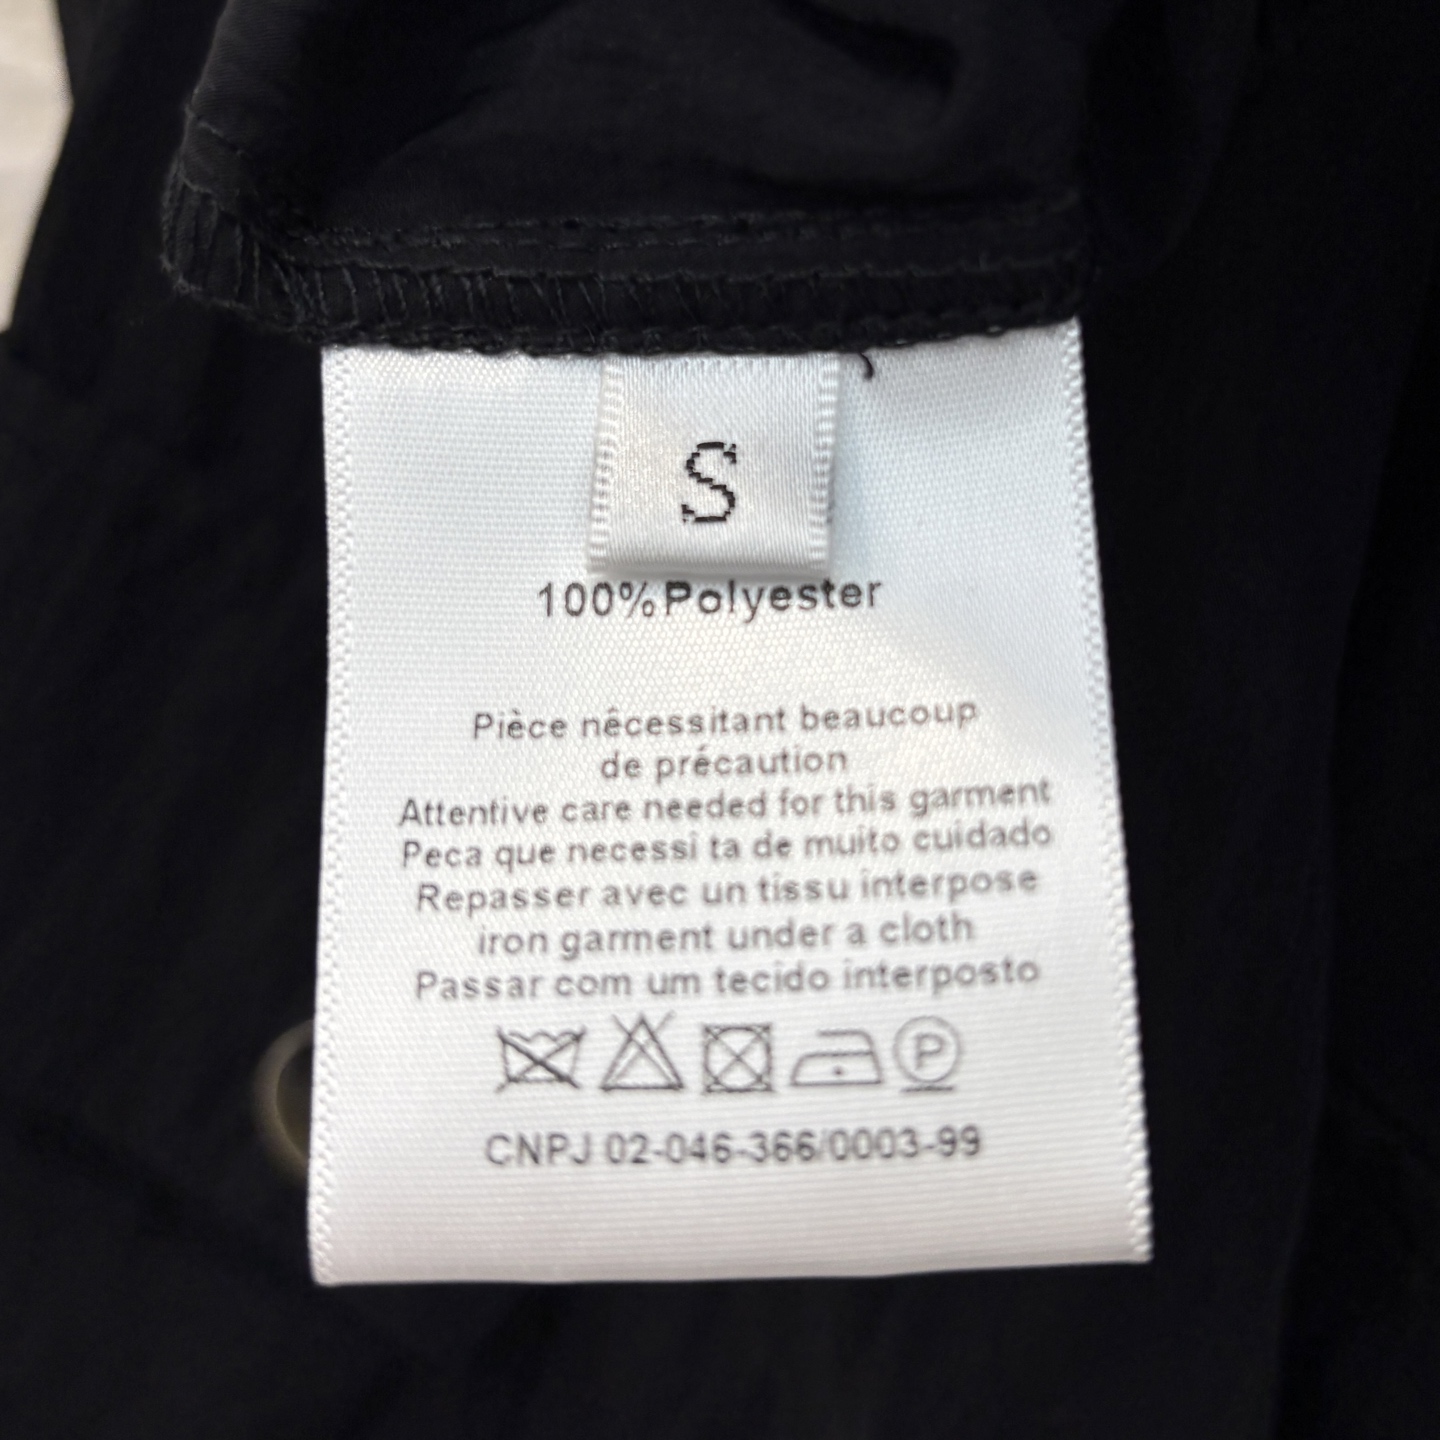 S
100%Polyester
Pièce nêcessitant beaucoup
de précaution
Attentive care needed for this garment
Peca que necessi ta de muito cuidado
Repasser avec un tissu interpose
iron garment under a cloth
Passar com um tecido interposto
P
CNPJ 02-046-366/0003-99